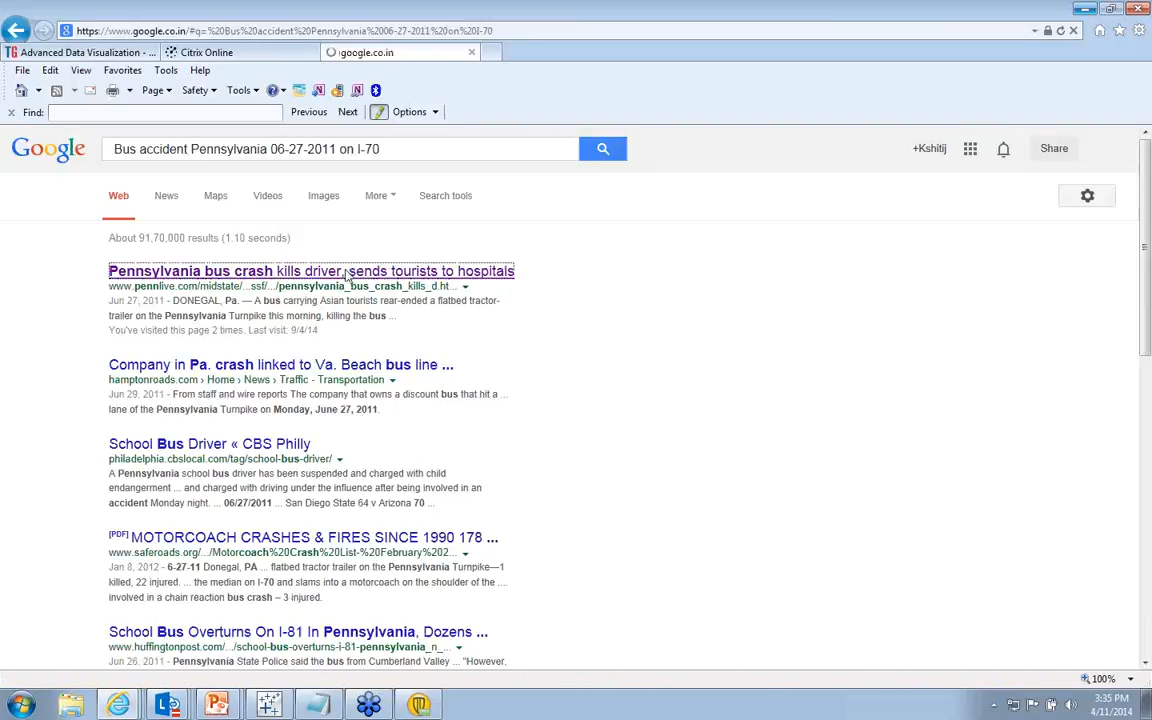 https://www.google.co.in/#q=%20Bus%20accident%20Pennsylvania%2006-27-2011%20on%20I-70
Advanced Data Visualization - ...
Citrix Online
google.co.in
File Edit View Favorites Tools Help
Page Safety Tools
Find: Previous Next Options
Google
Bus accident Pennsylvania 06-27-2011 on I-70
+Kshitij
Share
Web News Maps Videos Images More Search tools
About 91,70,000 results (1.10 seconds)
Pennsylvania bus crash kills driver, sends tourists to hospitals
www.pennlive.com/midstate/...ssf/.../pennsylvania_bus_crash_kills_d.ht...
Jun 27, 2011 - DONEGAL, Pa. — A bus carrying Asian tourists rear-ended a flatbed tractor-
trailer on the Pennsylvania Turnpike this morning, killing the bus ...
You've visited this page 2 times. Last visit: 9/4/14
Company in Pa. crash linked to Va. Beach bus line ...
hamptonroads.com › Home › News › Traffic - Transportation
Jun 29, 2011 - From staff and wire reports The company that owns a discount bus that hit a ...
lane of the Pennsylvania Turnpike on Monday, June 27, 2011.
School Bus Driver « CBS Philly
philadelphia.cbslocal.com/tag/school-bus-driver/
A Pennsylvania school bus driver has been suspended and charged with child
endangerment ... and charged with driving under the influence after being involved in an
accident Monday night. ... 06/27/2011 ... San Diego State 64 v Arizona 70 ...
[PDF] MOTORCOACH CRASHES & FIRES SINCE 1990 178 ...
www.saferoads.org/.../Motorcoach%20Crash%20List-%20February%202...
Jan 8, 2012 - 6-27-11 Donegal, PA ... flatbed tractor trailer on the Pennsylvania Turnpike—1
killed, 22 injured. ... the median on I-70 and slams into a motorcoach on the shoulder of the ....
involved in a chain reaction bus crash – 3 injured.
School Bus Overturns On I-81 In Pennsylvania, Dozens ...
www.huffingtonpost.com/.../school-bus-overturns-i-81-pennsylvania_n_...
Jun 26, 2011 - Pennsylvania State Police said the bus from Cumberland Valley ... "However,
100%
3:35 PM
4/11/2014